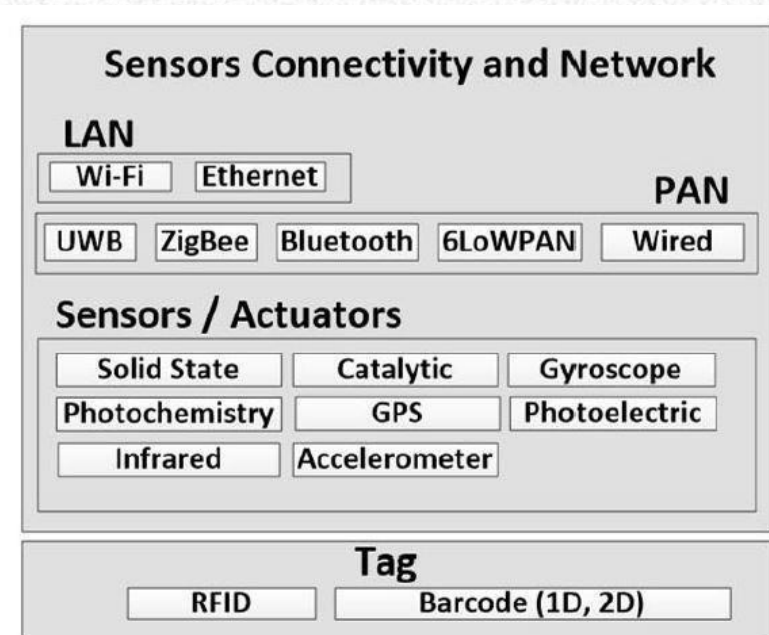 Sensors Connectivity and Network
LAN
Wi-Fi Ethernet
PAN
UWB ZigBee Bluetooth 6LoWPAN Wired
Sensors / Actuators
Solid State Catalytic Gyroscope
Photochemistry GPS Photoelectric
Infrared Accelerometer
Tag
RFID Barcode (1D, 2D)